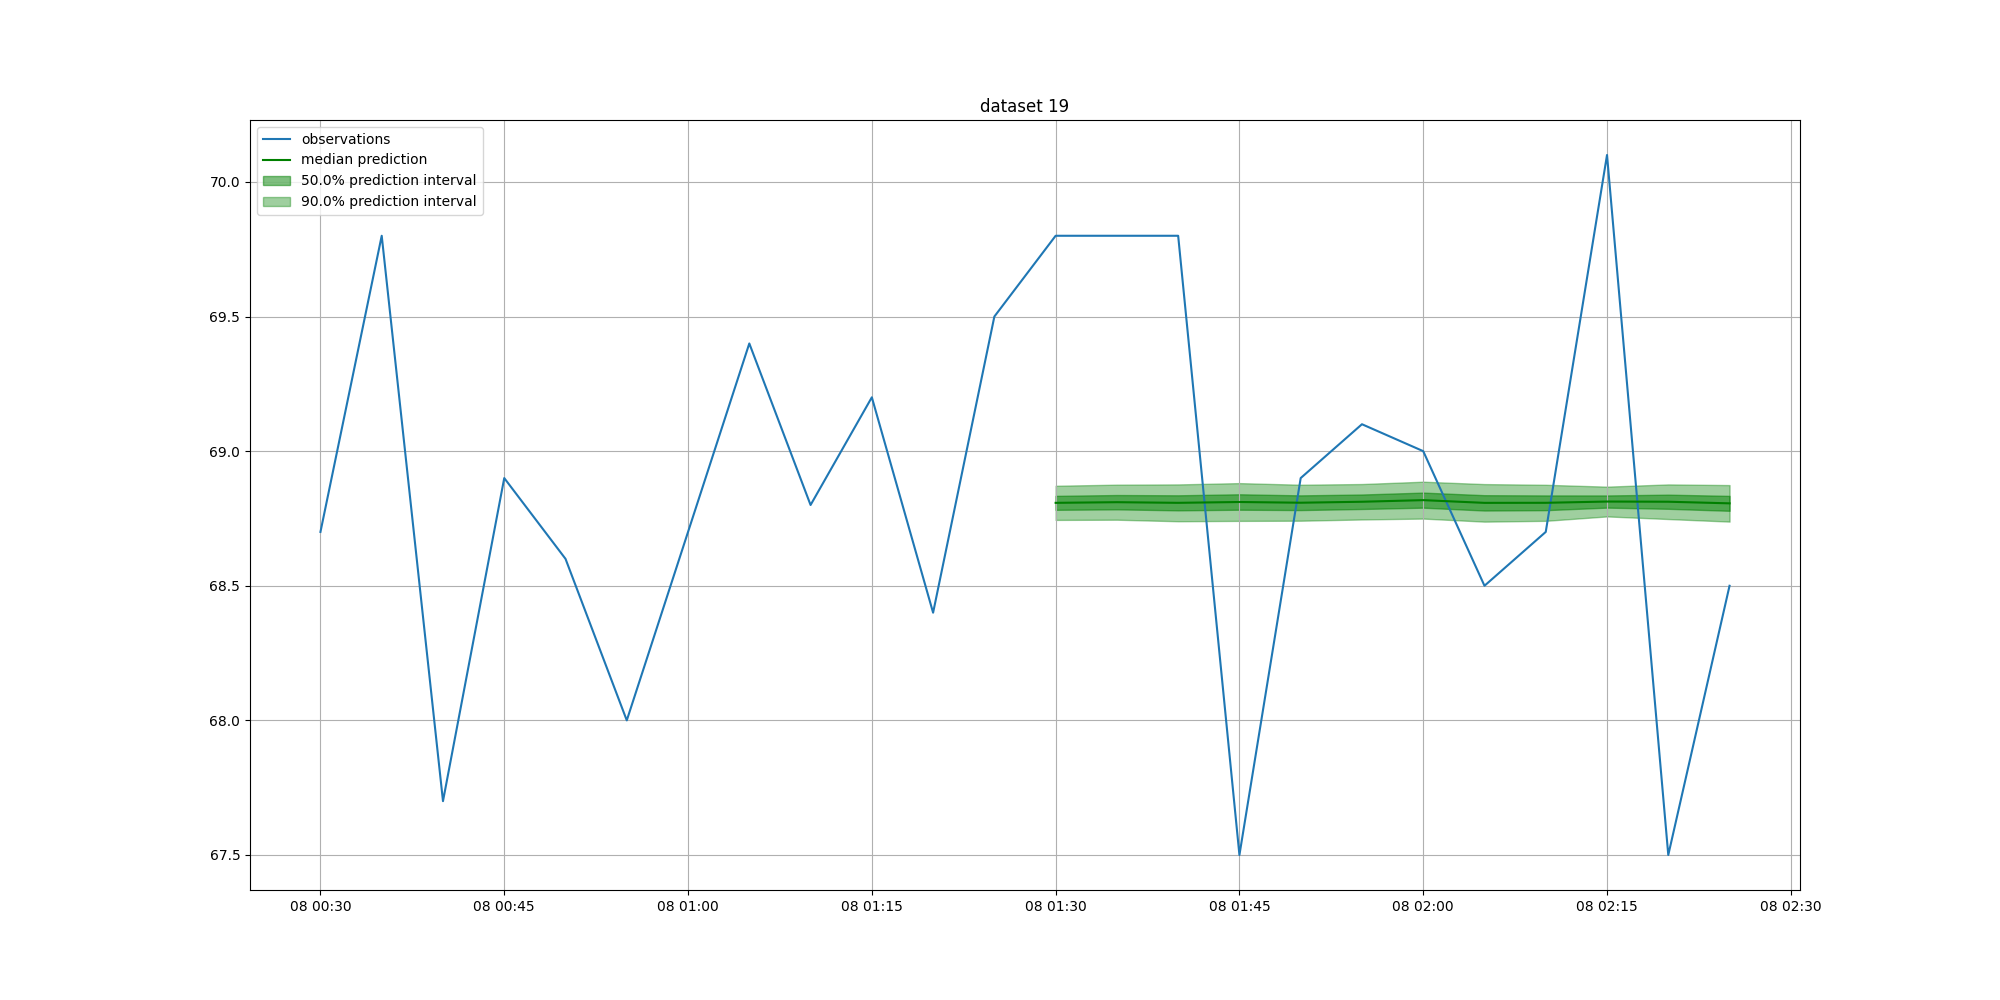 dataset 19
observations
median prediction
50.0% prediction interval
90.0% prediction interval
70.0
69.5
69.0
68.5
68.0
67.5
08 00:30 08 00:45 08 01:00 08 01:15 08 01:30 08 01:45 08 02:00 08 02:15 08 02:30